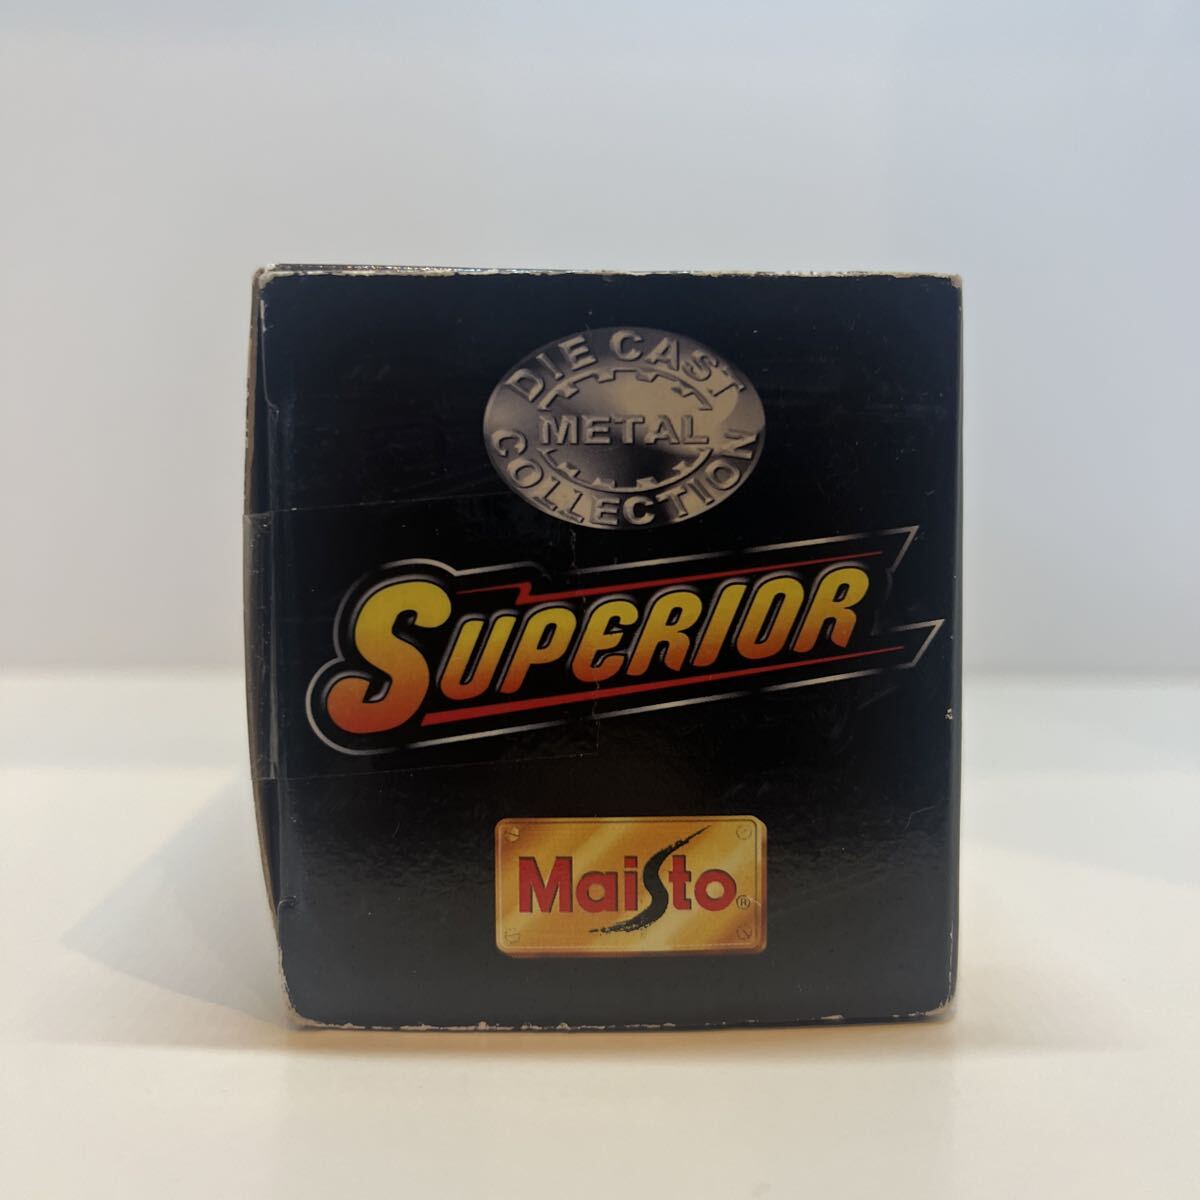 DIE CAST
METAL
COLLECTION
SUPERIOR
MaiSto®